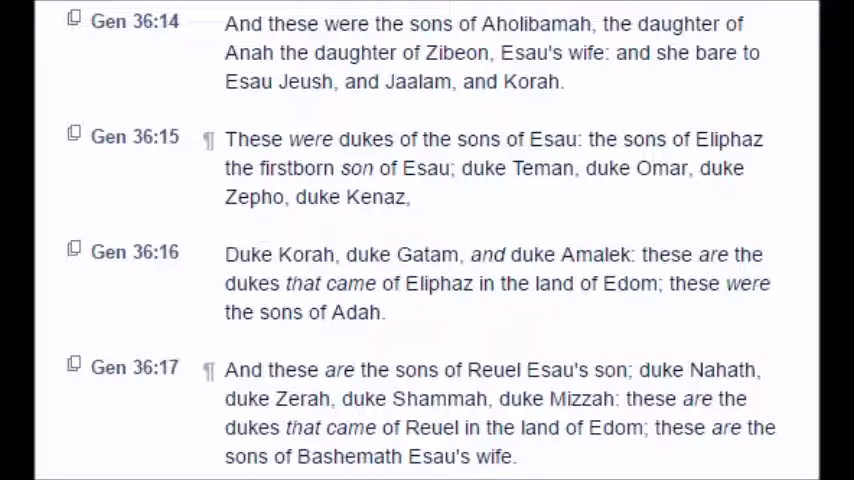 Gen 36:14 And these were the sons of Aholibamah, the daughter of
Anah the daughter of Zibeon, Esau's wife: and she bare to
Esau Jeush, and Jaalam, and Korah.
Gen 36:15 ¶ These were dukes of the sons of Esau: the sons of Eliphaz
the firstborn son of Esau; duke Teman, duke Omar, duke
Zepho, duke Kenaz,
Gen 36:16 Duke Korah, duke Gatam, and duke Amalek: these are the
dukes that came of Eliphaz in the land of Edom; these were
the sons of Adah.
Gen 36:17 ¶ And these are the sons of Reuel Esau's son; duke Nahath,
duke Zerah, duke Shammah, duke Mizzah: these are the
dukes that came of Reuel in the land of Edom; these are the
sons of Bashemath Esau's wife.